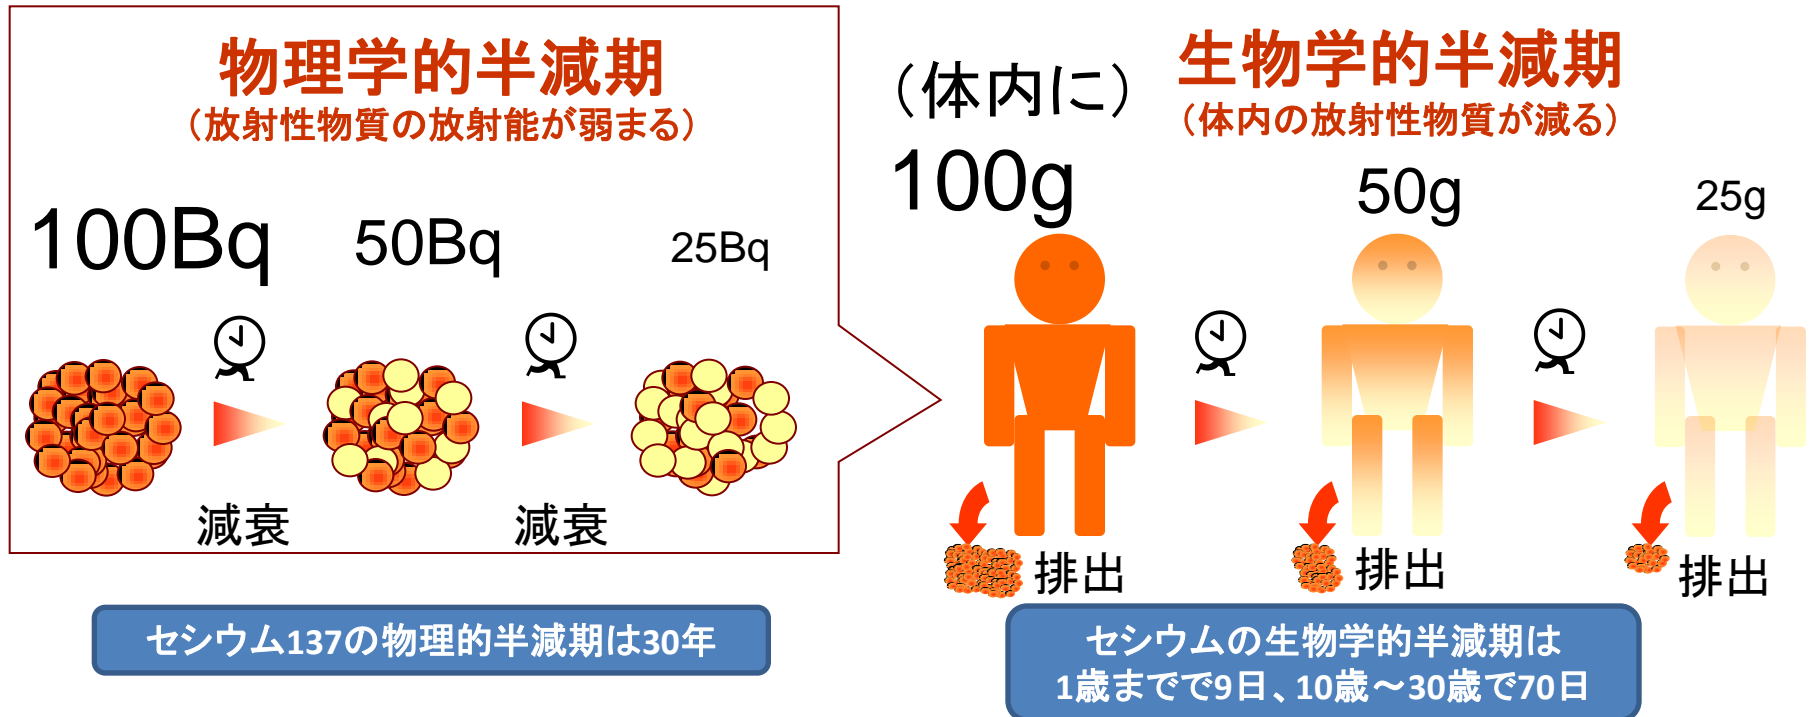 物理学的半減期
（放射性物質の放射能が弱まる）
100Bq
50Bq
25Bq
減衰
減衰
セシウム137の物理的半減期は30年
生物学的半減期
（体内の放射性物質が減る）
（体内に）
100g
50g
25g
排出
排出
排出
セシウムの生物学的半減期は
1歳までで9日、10歳～30歳で70日